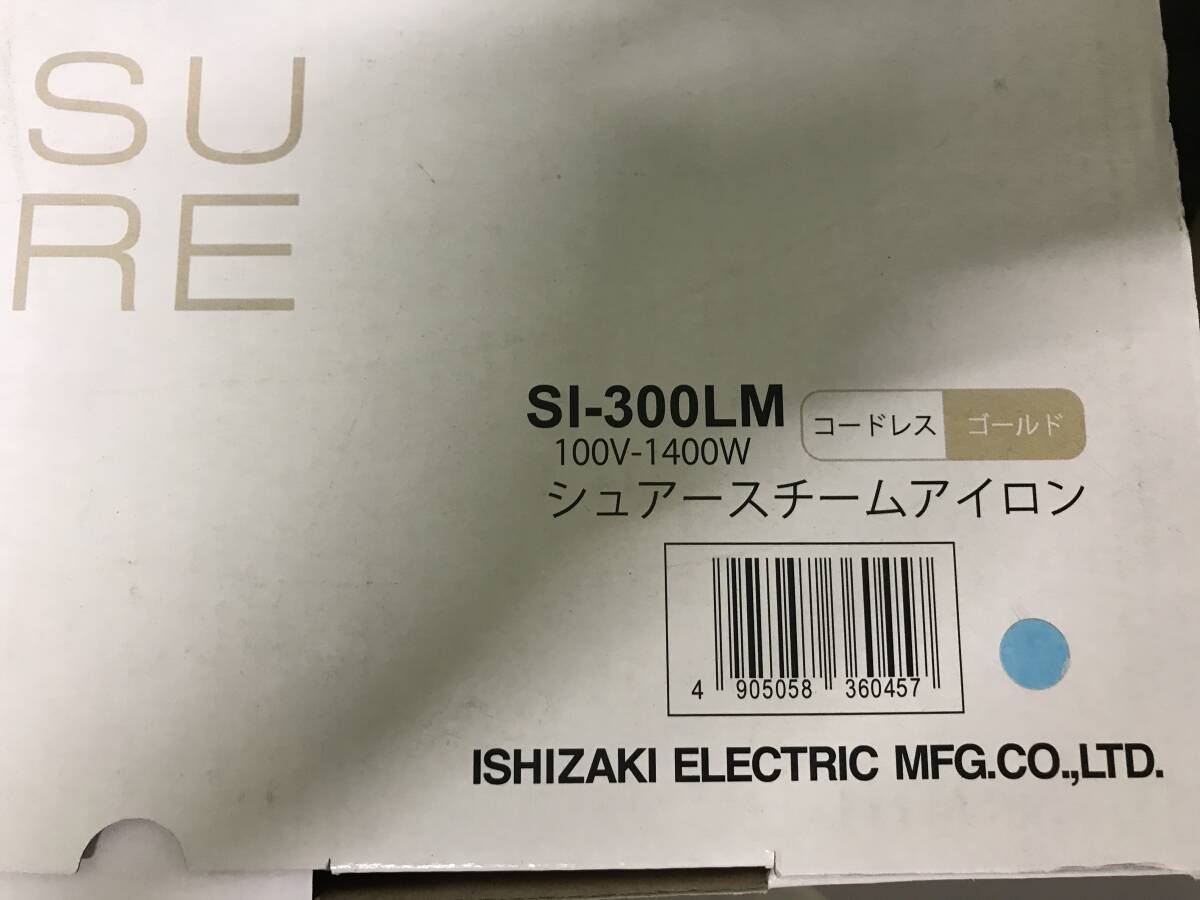 SU
RE
SI-300LM コードレス ゴールド
100V-1400W
シュアースチームアイロン
4 905058 360457
ISHIZAKI ELECTRIC MFG.CO.,LTD.